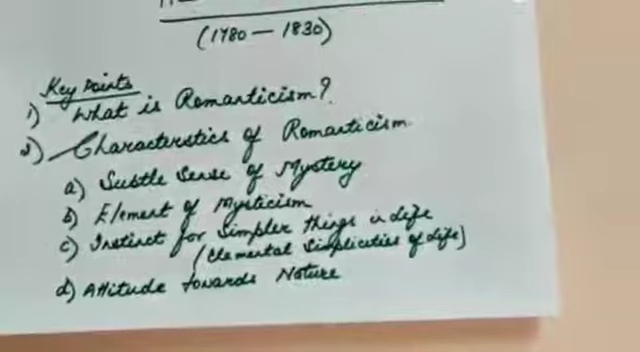 (1780 — 1830)
Key Points
1) What is Romanticism?
2) Characterstics of Romanticism
a) Subtle Sense of Mystery
b) Element of Mysticism
c) Instinct for Simpler things in life
(elemental Simplicities of life)
d) Attitude towards Nature